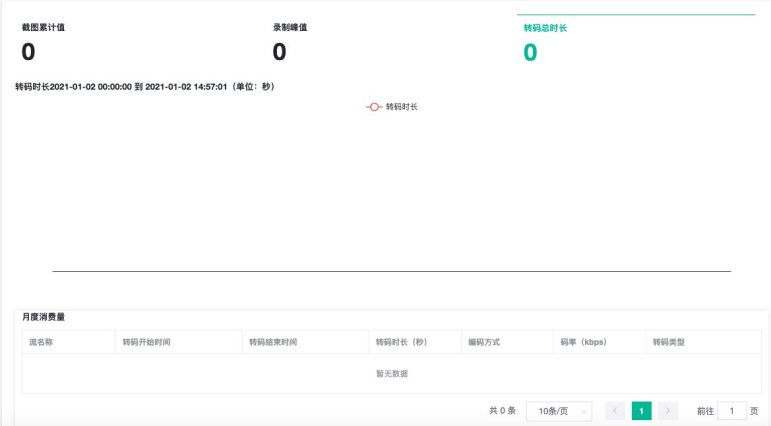 截图累计值 录制峰值 转码总时长
0 0 0
转码时长2021-01-02 00:00:00 到 2021-01-02 14:57:01（单位：秒）
转码时长
月度消费量
流名称 转码开始时间 转码结束时间 转码时长（秒） 编码方式 码率（kbps） 转码类型
暂无数据
共 0 条 10条/页 1 前往 1 页